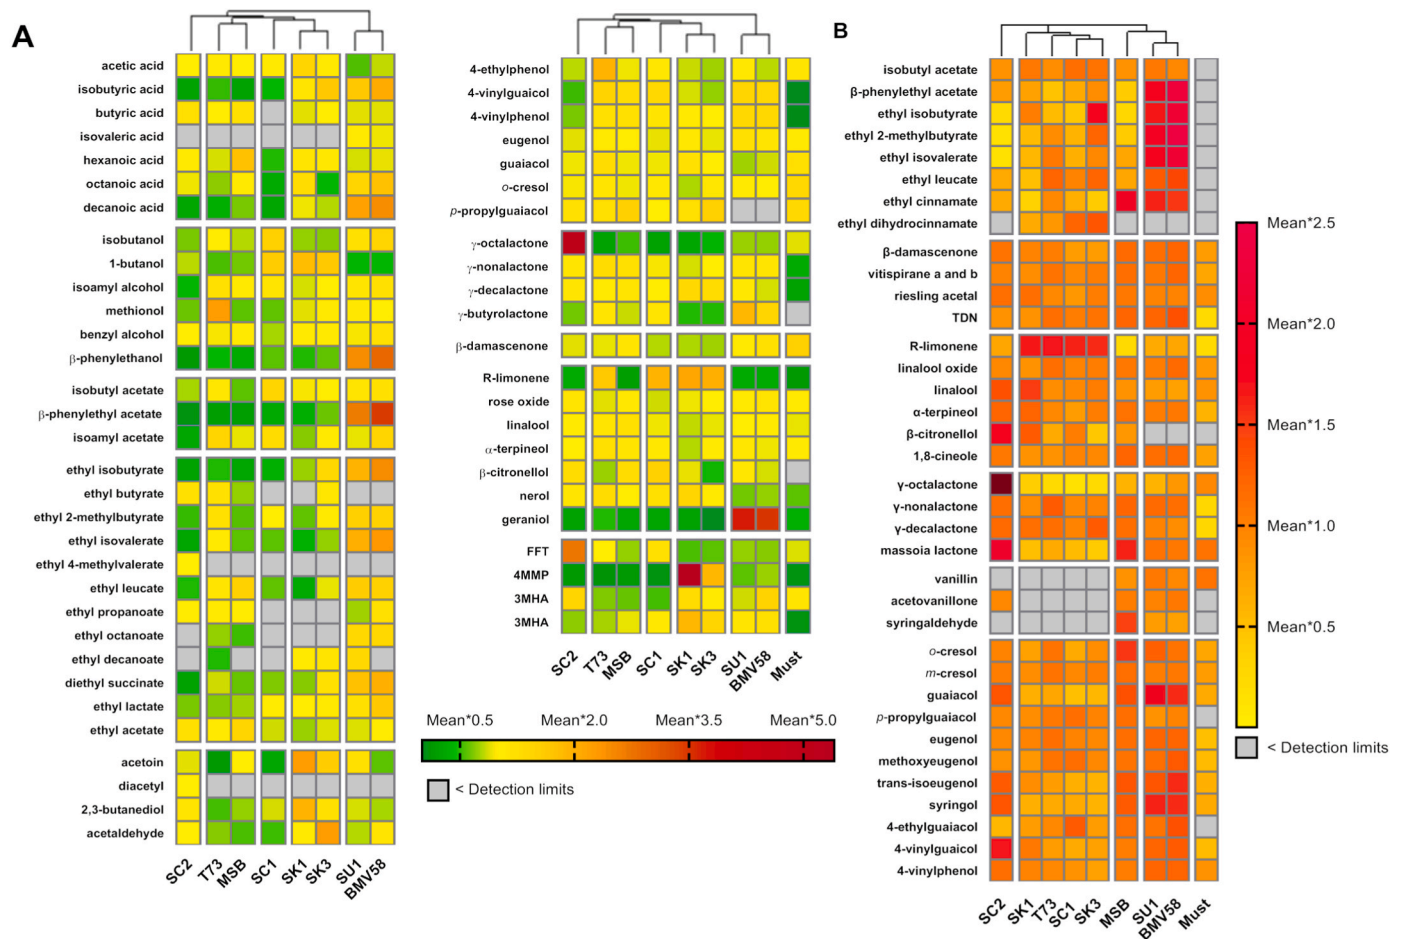 A
acetic acid
isobutyric acid
butyric acid
isovaleric acid
hexanoic acid
octanoic acid
decanoic acid
isobutanol
1-butanol
isoamyl alcohol
methionol
benzyl alcohol
β-phenylethanol
isobutyl acetate
β-phenylethyl acetate
isoamyl acetate
ethyl isobutyrate
ethyl butyrate
ethyl 2-methylbutyrate
ethyl isovalerate
ethyl 4-methylvalerate
ethyl leucate
ethyl propanoate
ethyl octanoate
ethyl decanoate
diethyl succinate
ethyl lactate
ethyl acetate
acetoin
diacetyl
2,3-butanediol
acetaldehyde
SC2
T73
MSB
SC1
SK1
SK3
SU1
BMV58
4-ethylphenol
4-vinylguaicol
4-vinylphenol
eugenol
guaiacol
o-cresol
p-propylguaiacol
γ-octalactone
γ-nonalactone
γ-decalactone
γ-butyrolactone
β-damascenone
R-limonene
rose oxide
linalool
α-terpineol
β-citronellol
nerol
geraniol
FFT
4MMP
3MHA
3MHA
SC2
T73
MSB
SC1
SK1
SK3
SU1
BMV58
Must
Mean*0.5 Mean*2.0 Mean*3.5 Mean*5.0
< Detection limits
B
isobutyl acetate
β-phenylethyl acetate
ethyl isobutyrate
ethyl 2-methylbutyrate
ethyl isovalerate
ethyl leucate
ethyl cinnamate
ethyl dihydrocinnamate
β-damascenone
vitispirane a and b
riesling acetal
TDN
R-limonene
linalool oxide
linalool
α-terpineol
β-citronellol
1,8-cineole
γ-octalactone
γ-nonalactone
γ-decalactone
massoia lactone
vanillin
acetovanillone
syringaldehyde
o-cresol
m-cresol
guaiacol
p-propylguaiacol
eugenol
methoxyeugenol
trans-isoeugenol
syringol
4-ethylguaiacol
4-vinylguaicol
4-vinylphenol
SC2
SK1
T73
SC1
SK3
MSB
SU1
BMV58
Must
Mean*2.5
Mean*2.0
Mean*1.5
Mean*1.0
Mean*0.5
< Detection limits